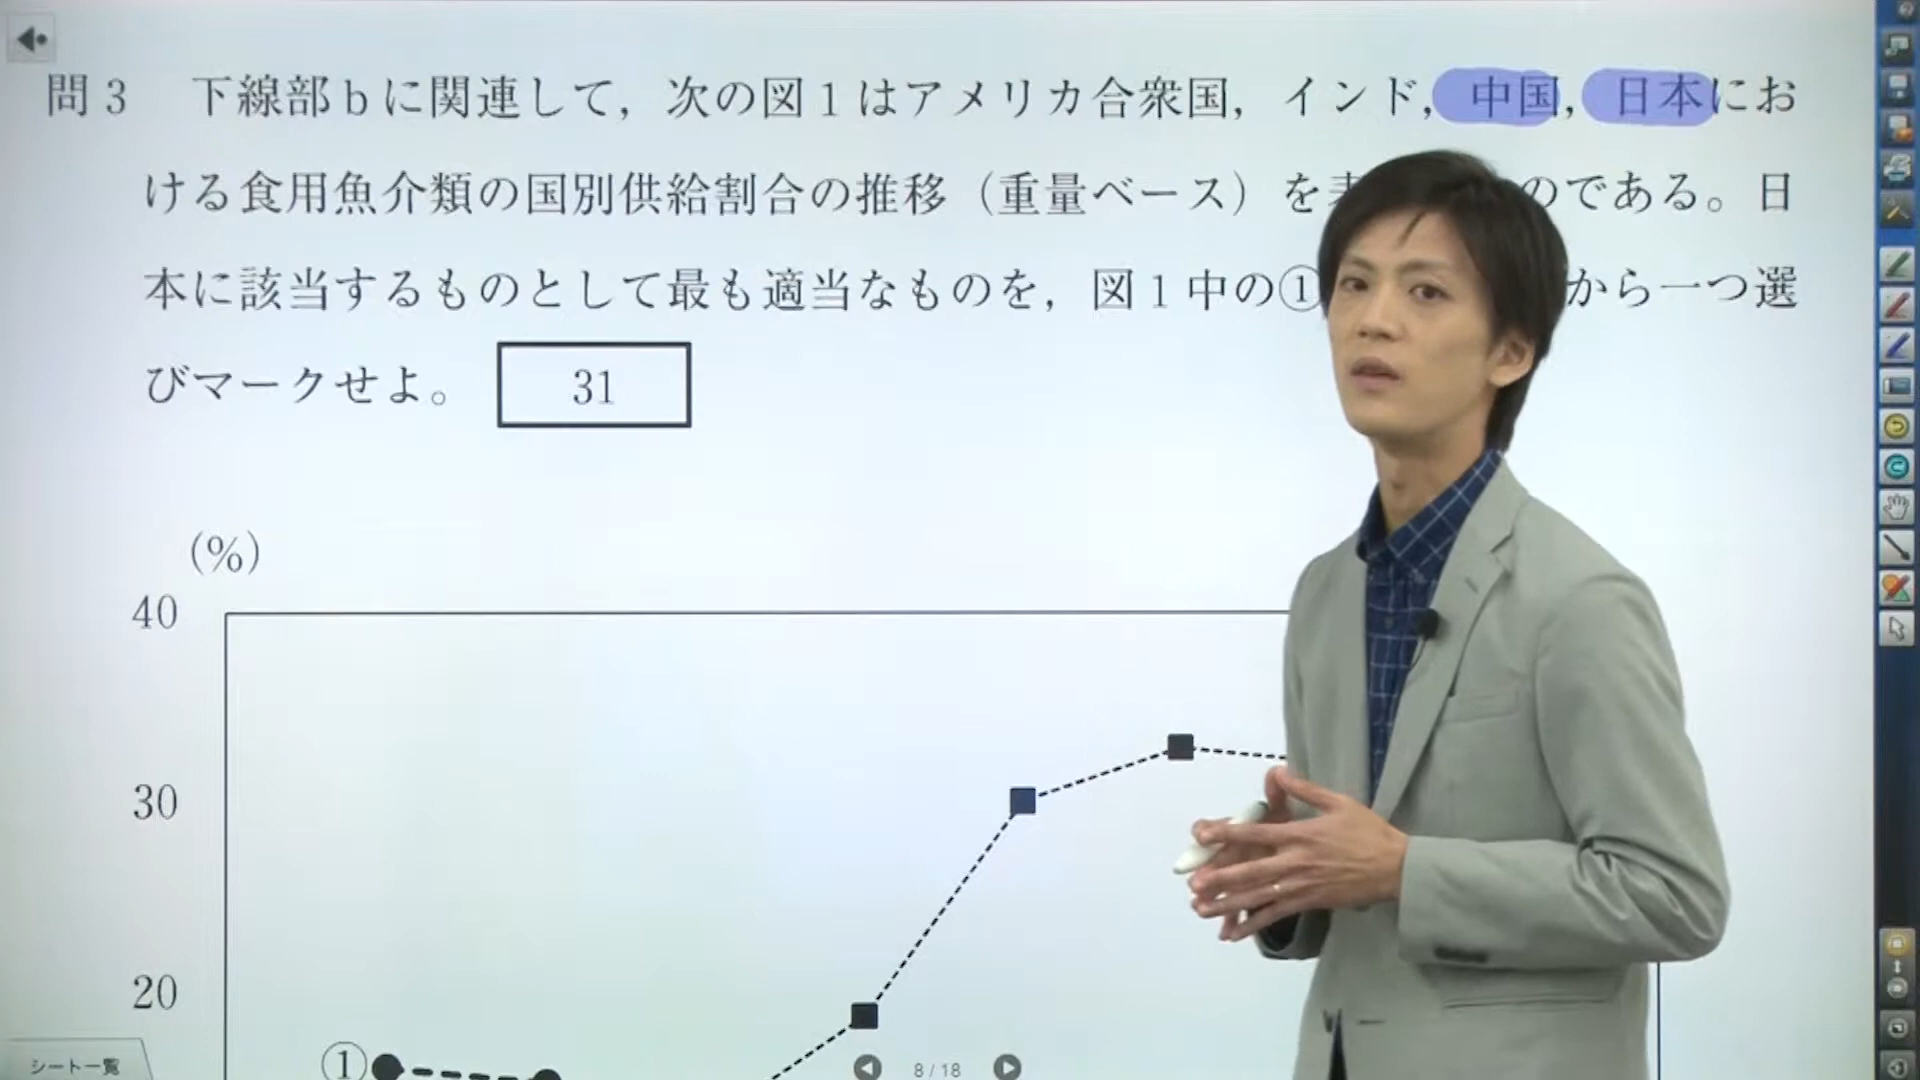 問3 下線部bに関連して，次の図1はアメリカ合衆国，インド，中国，日本にお
ける食用魚介類の国別供給割合の推移（重量ベース）を表 のである。日
本に該当するものとして最も適当なものを，図1中の① から一つ選
びマークせよ。 31
(%)
40
30
20
①
シート一覧
8/18